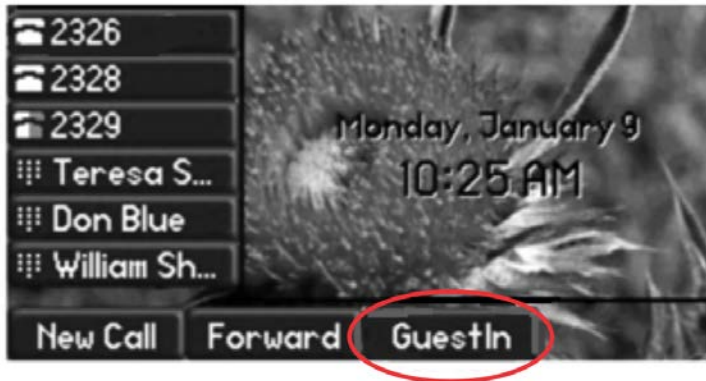 2326
2328
2329
Teresa S...
Don Blue
William Sh...
Monday, January 9
10:25 AM
New Call Forward GuestIn